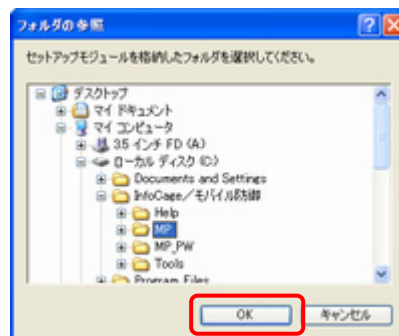 フォルダの参照
セットアップモジュールを格納したフォルダを選択してください。
デスクトップ
マイ ドキュメント
マイ コンピュータ
3.5 インチ FD (A:)
ローカル ディスク (C:)
Documents and Settings
InfoCage／モバイル防御
Help
MP
MP_PW
Tools
Program Files
OK
キャンセル